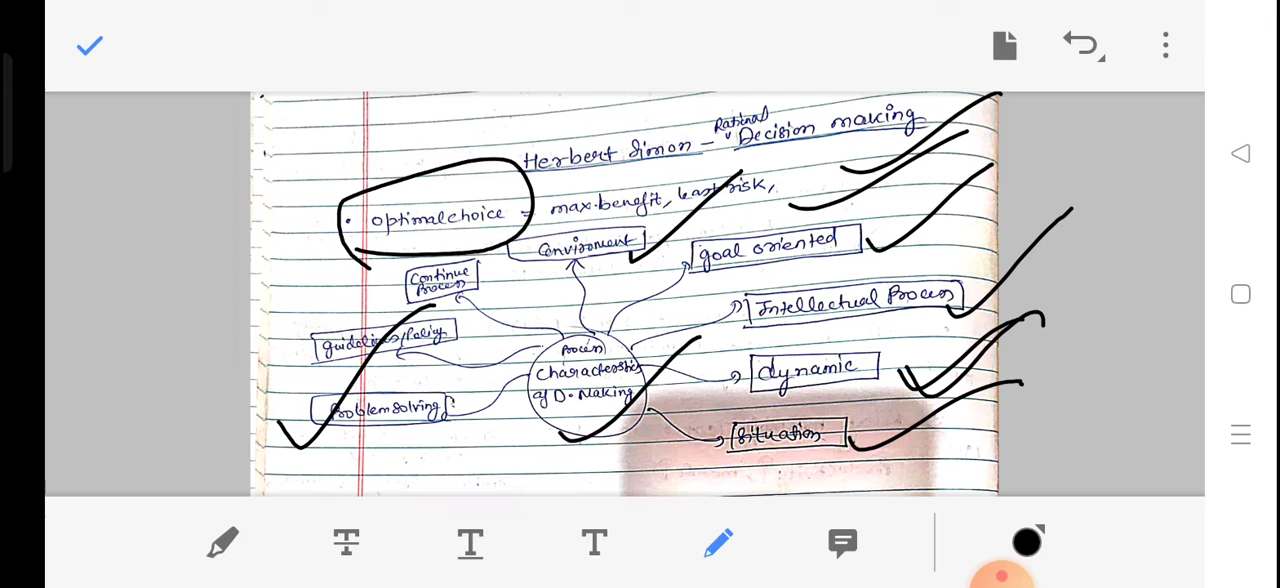 Herbert Simon - Rational Decision making
• optimal choice = max. benefit, least risk,
Environment
goal oriented
Continue
Process
Intellectual Process
Guidelines/Policy
Process
Characteristics
of D. Making
dynamic
Problem solving
Situation
T
T
T